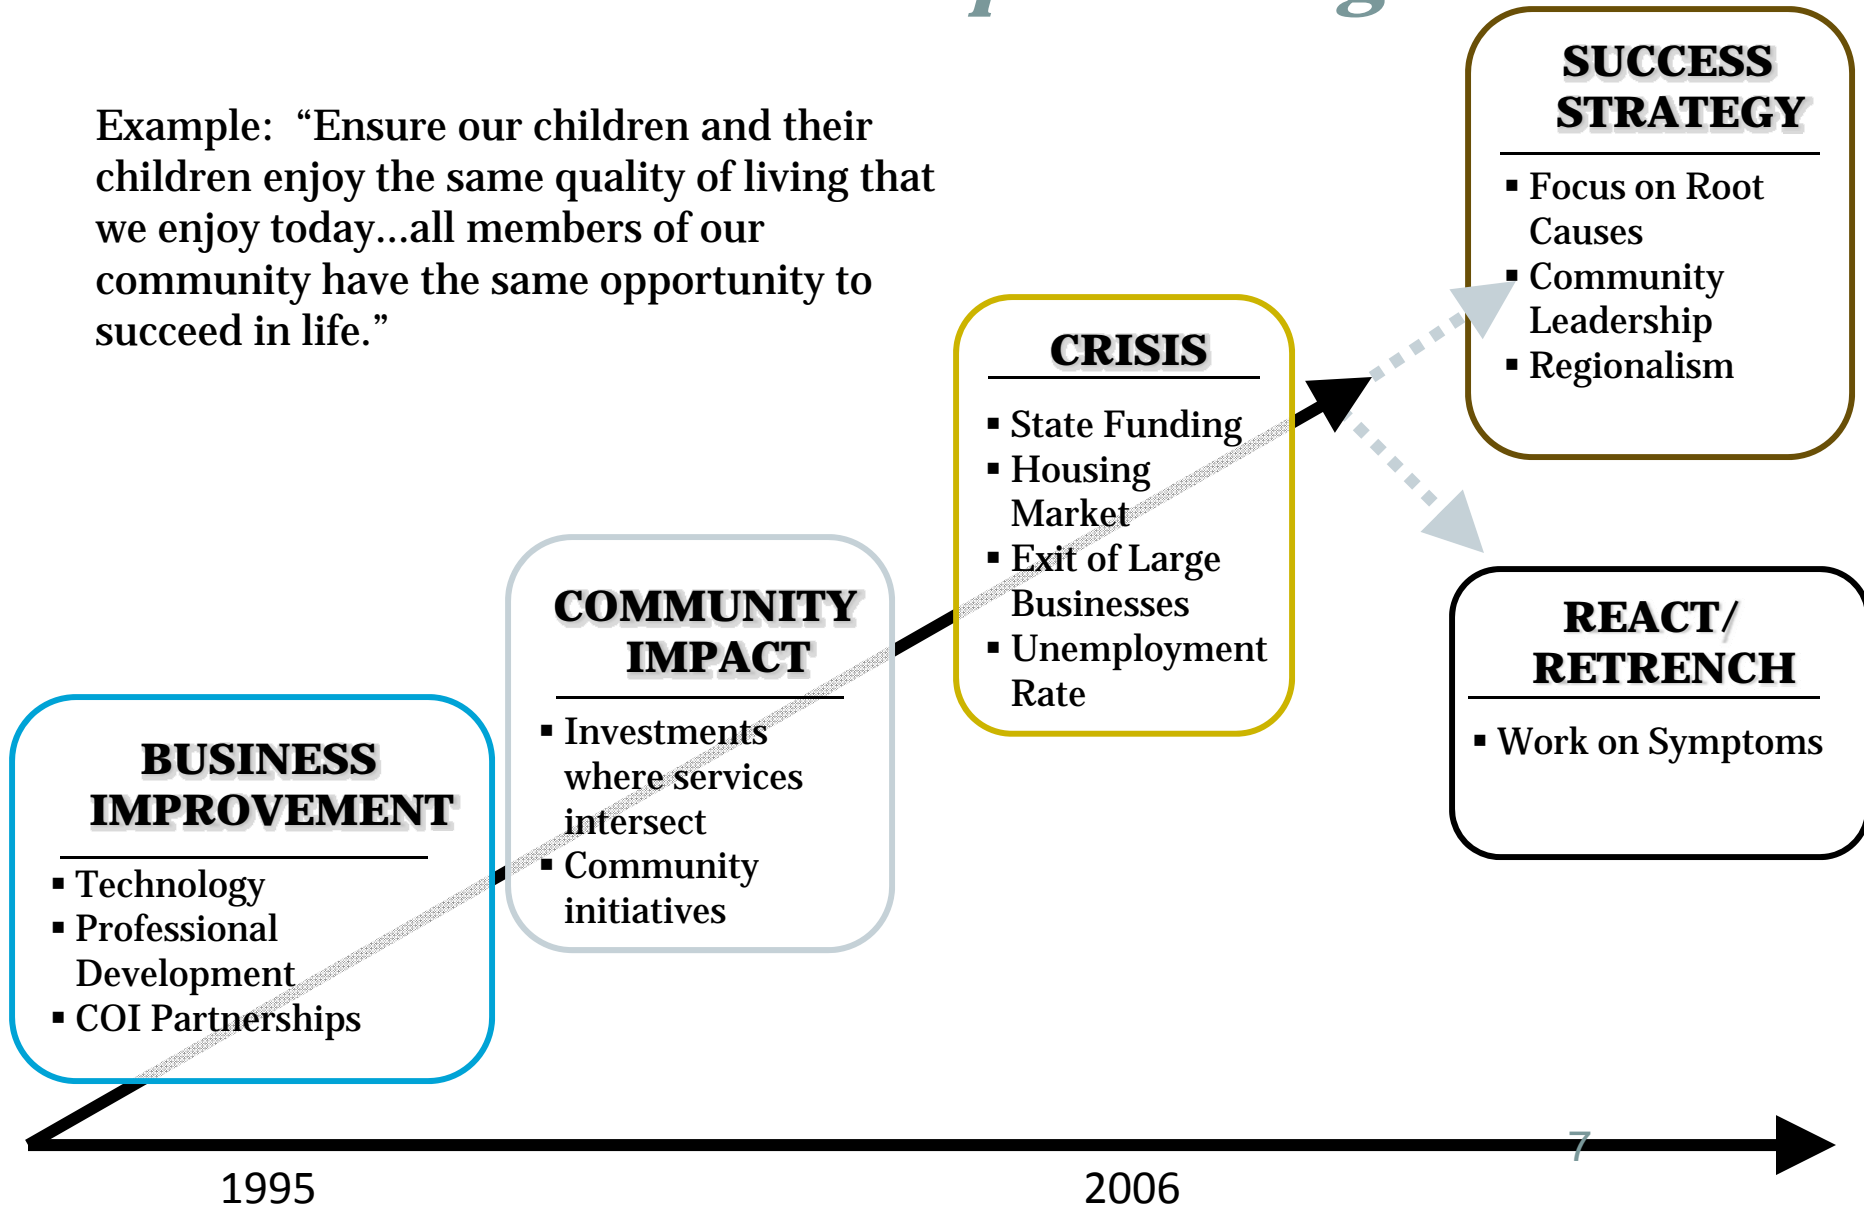 Example:  “Ensure our children and their
children enjoy the same quality of living that
we enjoy today...all members of our
community have the same opportunity to
succeed in life.”
SUCCESS
STRATEGY
▪ Focus on Root
Causes
▪ Community
Leadership
▪ Regionalism
CRISIS
▪ State Funding
▪ Housing
Market
▪ Exit of Large
Businesses
▪ Unemployment
Rate
COMMUNITY
IMPACT
▪ Investments
where services
intersect
▪ Community
initiatives
REACT/
RETRENCH
▪ Work on Symptoms
BUSINESS
IMPROVEMENT
▪ Technology
▪ Professional
Development
▪ COI Partnerships
7
1995
2006